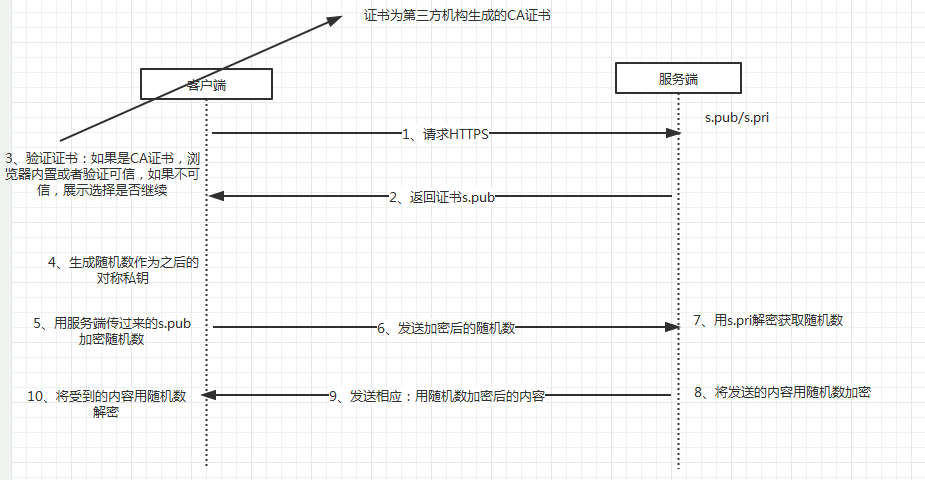 证书为第三方机构生成的CA证书
客户端
服务端
s.pub/s.pri
1、请求HTTPS
3、验证证书：如果是CA证书，浏
览器内置或者验证可信，如果不可
信，展示选择是否继续
2、返回证书s.pub
4、生成随机数作为之后的
对称私钥
5、用服务端传过来的s.pub
加密随机数
6、发送加密后的随机数
7、用s.pri解密获取随机数
8、将发送的内容用随机数加密
9、发送相应：用随机数加密后的内容
10、将受到的内容用随机数
解密